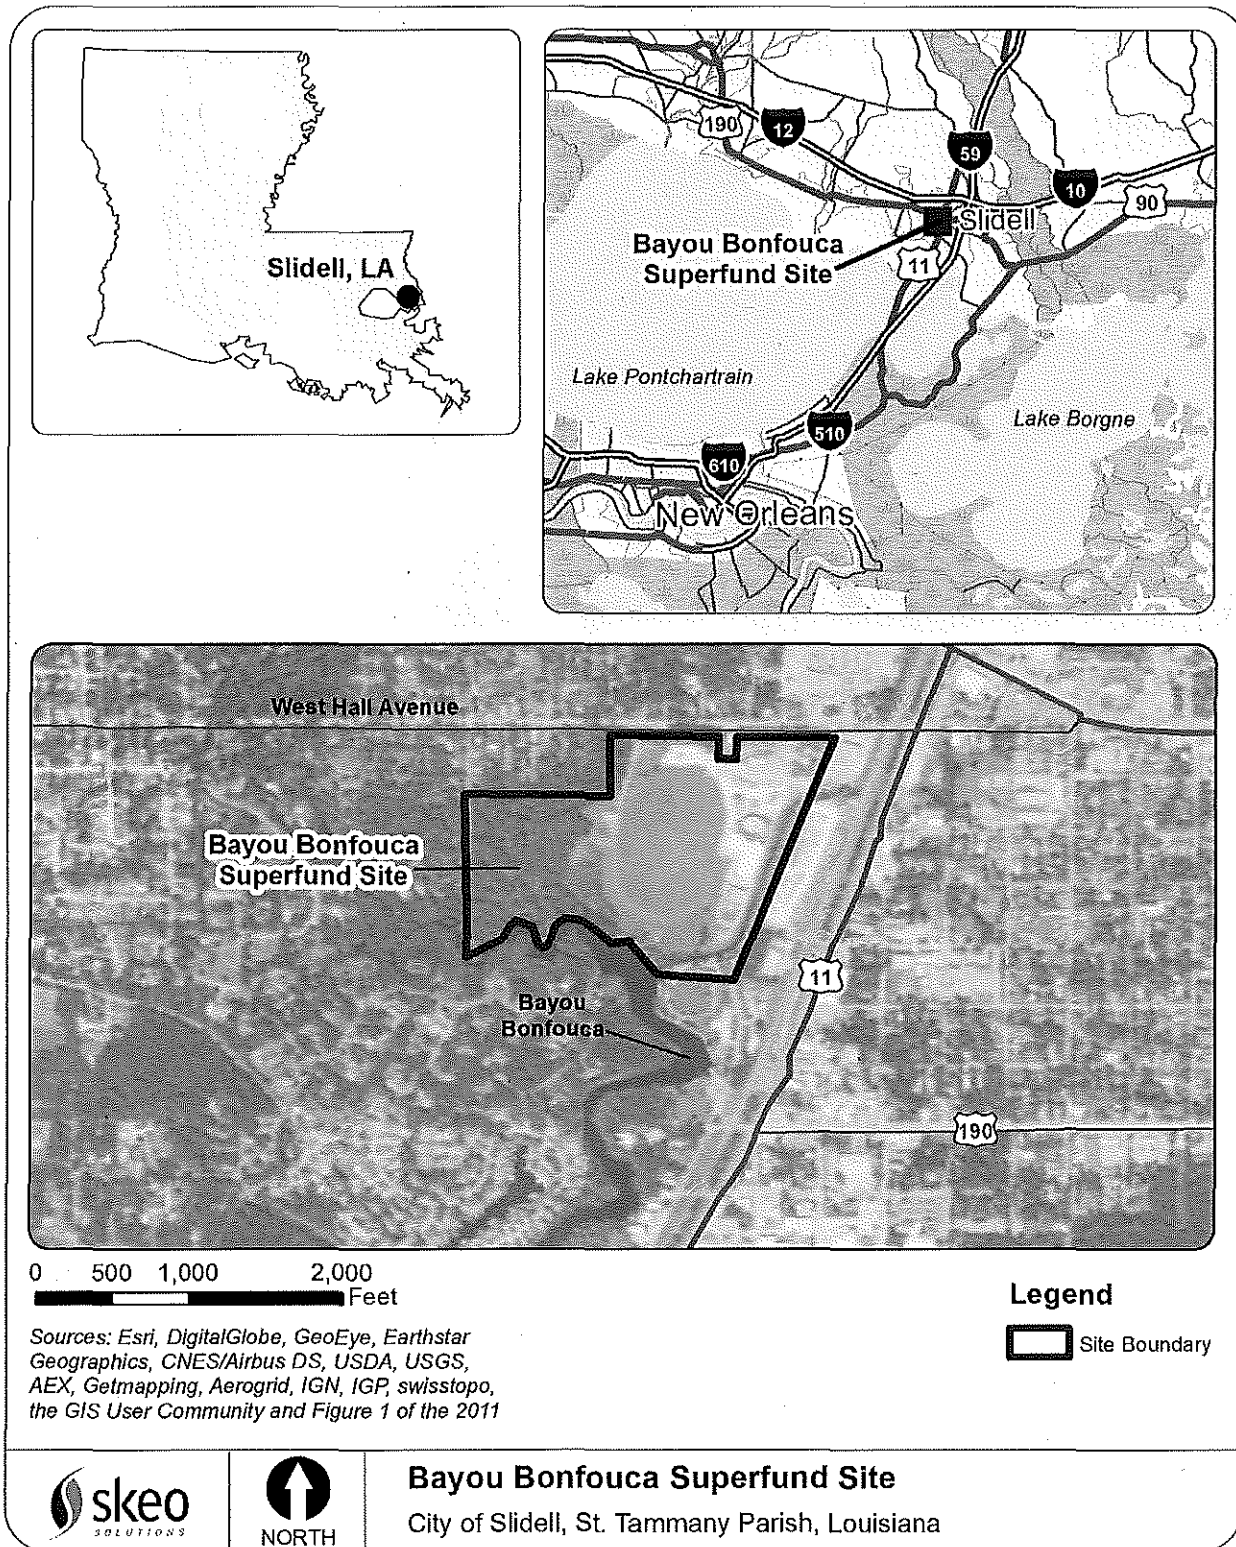 Slidell, LA
190
12
59
10
90
Slidell
Bayou Bonfouca
Superfund Site
11
Lake Pontchartrain
Lake Borgne
510
610
New Orleans
West Hall Avenue
Bayou Bonfouca
Superfund Site
11
Bayou
Bonfouca
190
0 500 1,000 2,000
Feet
Legend
Site Boundary
Sources: Esri, DigitalGlobe, GeoEye, Earthstar
Geographics, CNES/Airbus DS, USDA, USGS,
AEX, Getmapping, Aerogrid, IGN, IGP, swisstopo,
the GIS User Community and Figure 1 of the 2011
skeo
SOLUTIONS
NORTH
Bayou Bonfouca Superfund Site
City of Slidell, St. Tammany Parish, Louisiana